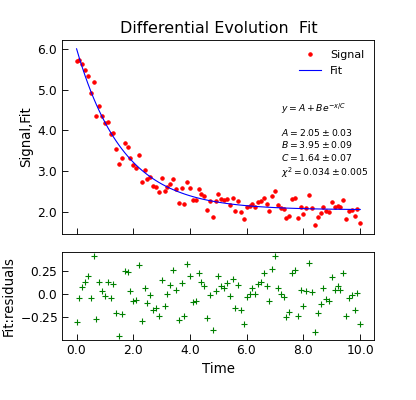 Differential Evolution  Fit
Signal,Fit
6.0
5.0
4.0
3.0
2.0
Signal
Fit
y = A + Be^{-x/C}
A = 2.05 ± 0.03
B = 3.95 ± 0.09
C = 1.64 ± 0.07
χ² = 0.034 ± 0.005
Fit:residuals
0.25
0.0
−0.25
0.0
2.0
4.0
6.0
8.0
10.0
Time